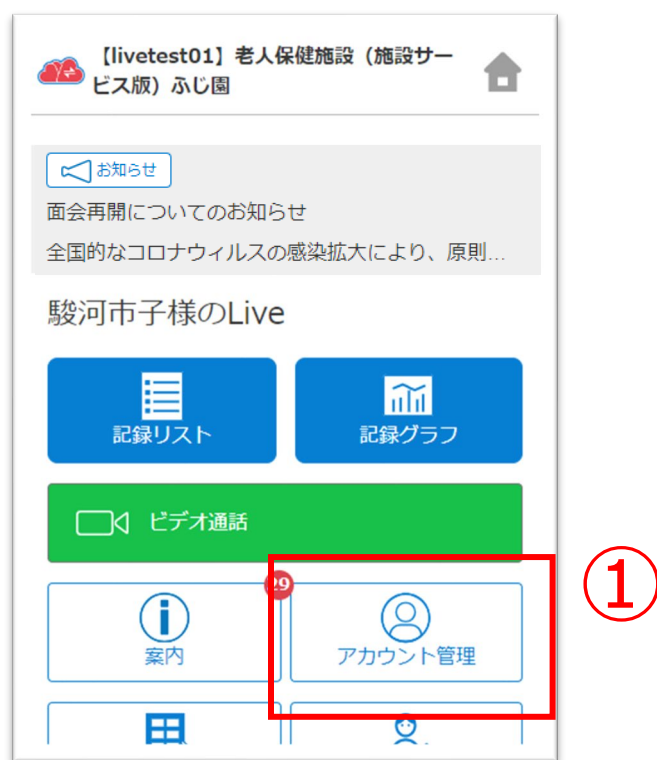 【livetest01】老人保健施設（施設サー
ビス版）ふじ園
お知らせ
面会再開についてのお知らせ
全国的なコロナウィルスの感染拡大により、原則...
駿河市子様のLive
記録リスト
記録グラフ
ビデオ通話
29
案内
アカウント管理
①